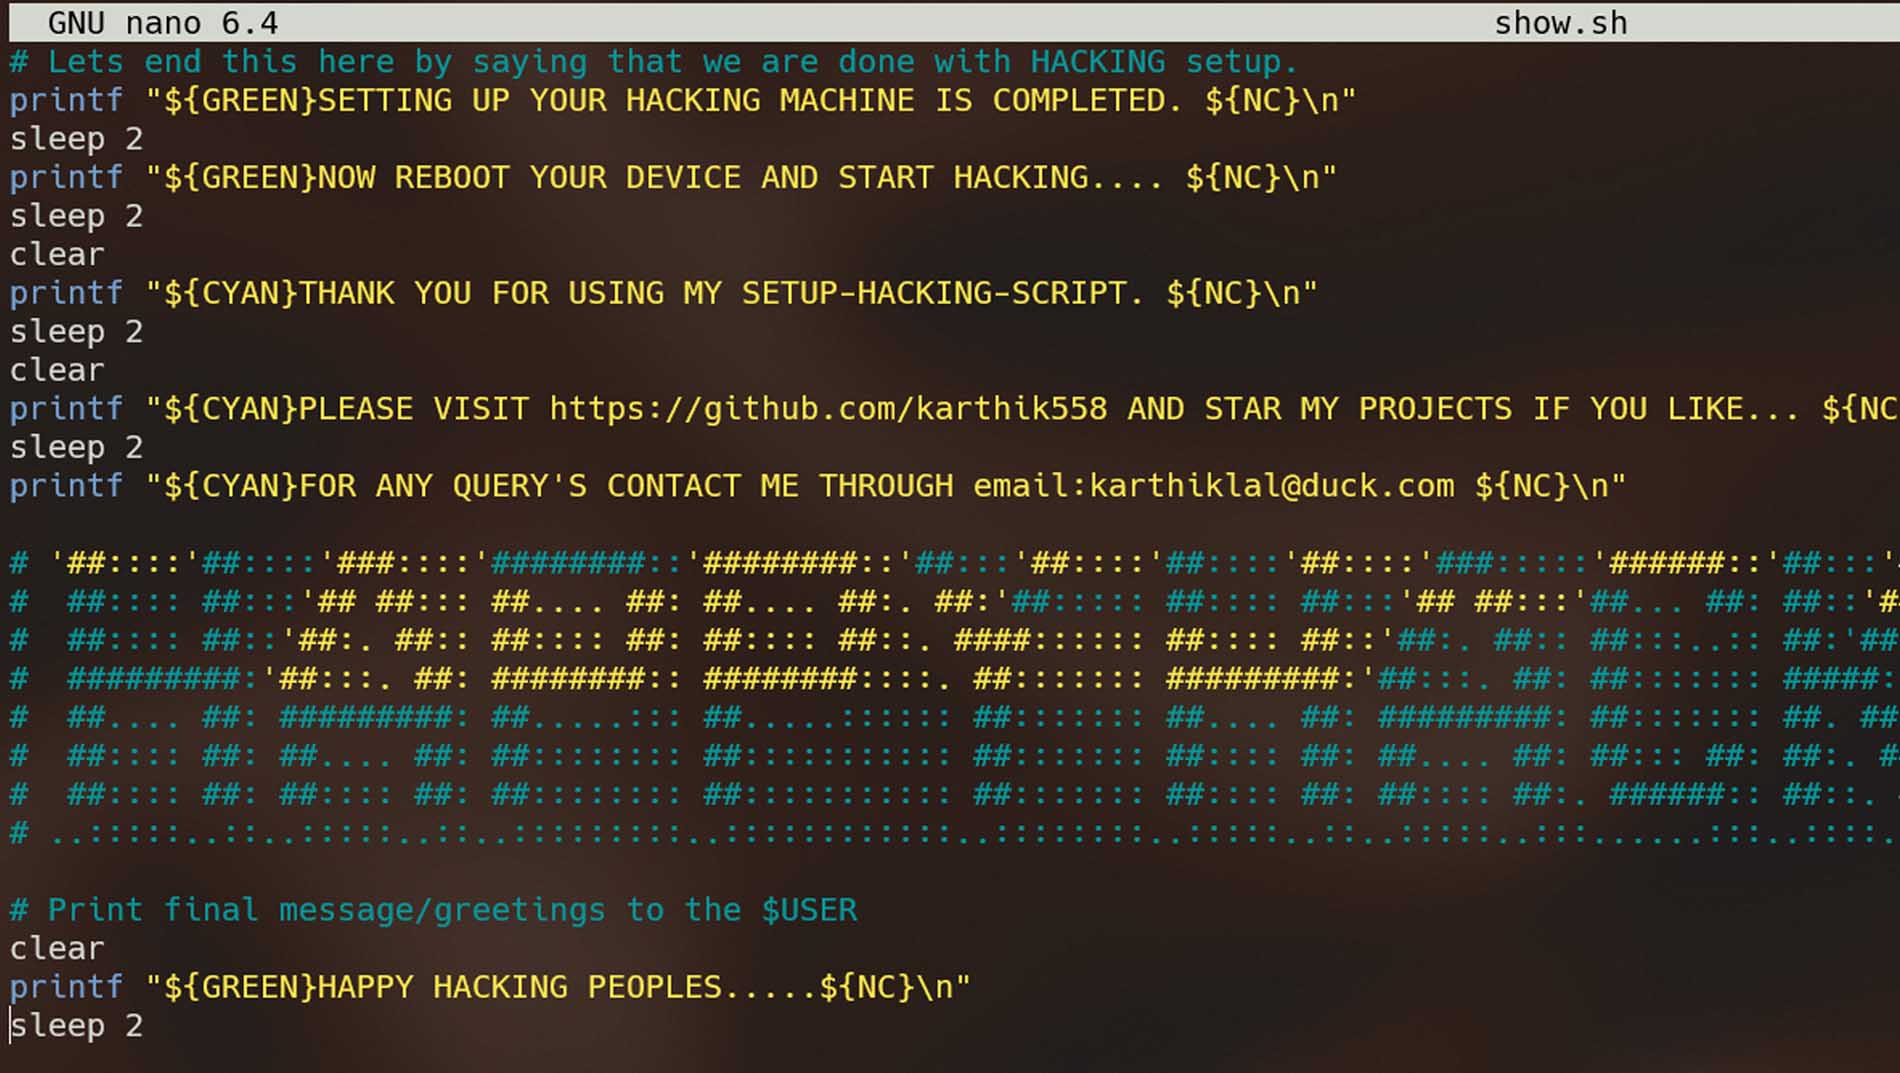 GNU nano 6.4 show.sh
# Lets end this here by saying that we are done with HACKING setup.
printf "${GREEN}SETTING UP YOUR HACKING MACHINE IS COMPLETED. ${NC}\n"
sleep 2
printf "${GREEN}NOW REBOOT YOUR DEVICE AND START HACKING.... ${NC}\n"
sleep 2
clear
printf "${CYAN}THANK YOU FOR USING MY SETUP-HACKING-SCRIPT. ${NC}\n"
sleep 2
clear
printf "${CYAN}PLEASE VISIT https://github.com/karthik558 AND STAR MY PROJECTS IF YOU LIKE... ${NC
sleep 2
printf "${CYAN}FOR ANY QUERY'S CONTACT ME THROUGH email:karthiklal@duck.com ${NC}\n"
# '##::::'##::::'###::::'########::'########::'##:::'##::::'##::::'##::::'###:::::'######::'##:::'
#  ##:::: ##:::'## ##::: ##.... ##: ##.... ##:. ##:'##::::: ##:::: ##:::'## ##:::'##... ##: ##::'#
#  ##:::: ##::'##:. ##:: ##:::: ##: ##:::: ##::. ####:::::: ##:::: ##::'##:. ##:: ##:::..:: ##:'##
#  #########:'##:::. ##: ########:: ########::::. ##::::::: #########:'##:::. ##: ##::::::: #####:
#  ##.... ##: #########: ##.....::: ##.....:::::: ##::::::: ##.... ##: #########: ##::::::: ##. ##
#  ##:::: ##: ##.... ##: ##:::::::: ##::::::::::: ##::::::: ##:::: ##: ##.... ##: ##::: ##: ##:. #
#  ##:::: ##: ##:::: ##: ##:::::::: ##::::::::::: ##::::::: ##:::: ##: ##:::: ##:. ######:: ##::.
# ..:::::..::..:::::..::..:::::::::..::::::::::::..::::::::..:::::..::..:::::..:::......:::..::::.
# Print final message/greetings to the $USER
clear
printf "${GREEN}HAPPY HACKING PEOPLES.....${NC}\n"
sleep 2